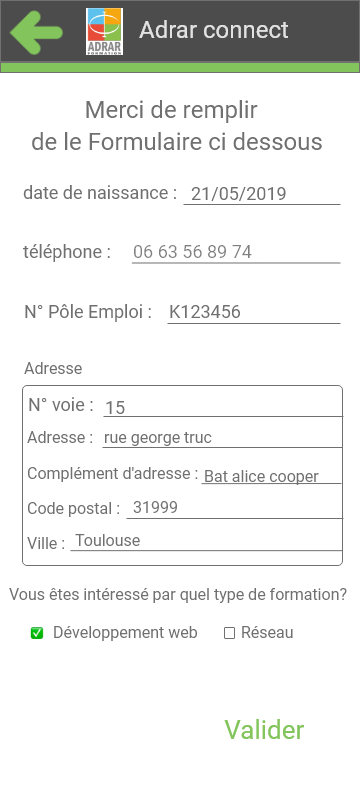 ADRAR
FORMATION
Adrar connect
Merci de remplir
de le Formulaire ci dessous
date de naissance : 21/05/2019
téléphone : 06 63 56 89 74
N° Pôle Emploi : K123456
Adresse
N° voie : 15
Adresse : rue george truc
Complément d'adresse : Bat alice cooper
Code postal : 31999
Ville : Toulouse
Vous êtes intéressé par quel type de formation?
Développement web Réseau
Valider